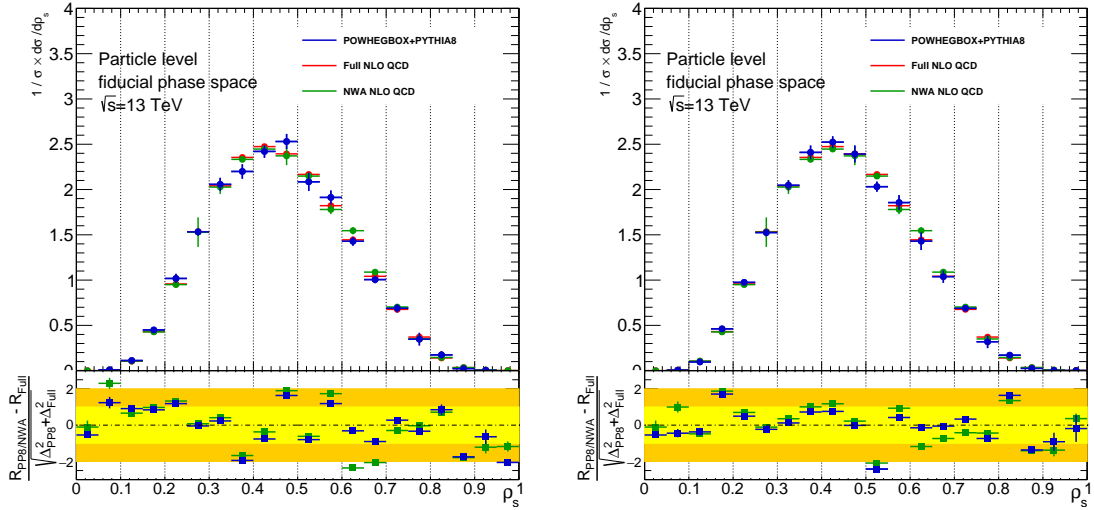 1 / σ × dσ /dρ_s
4
3.5
3
2.5
2
1.5
1
0.5
0
POWHEGBOX+PYTHIA8
Full NLO QCD
NWA NLO QCD
Particle level
fiducial phase space
√s=13 TeV
R_PP8/NWA - R_Full
√Δ²_PP8+Δ²_Full
2
0
−2
0 0.1 0.2 0.3 0.4 0.5 0.6 0.7 0.8 0.9 1
ρ_s
1 / σ × dσ /dρ_s
4
3.5
3
2.5
2
1.5
1
0.5
0
POWHEGBOX+PYTHIA8
Full NLO QCD
NWA NLO QCD
Particle level
fiducial phase space
√s=13 TeV
R_PP8/NWA - R_Full
√Δ²_PP8+Δ²_Full
2
0
−2
0 0.1 0.2 0.3 0.4 0.5 0.6 0.7 0.8 0.9 1
ρ_s